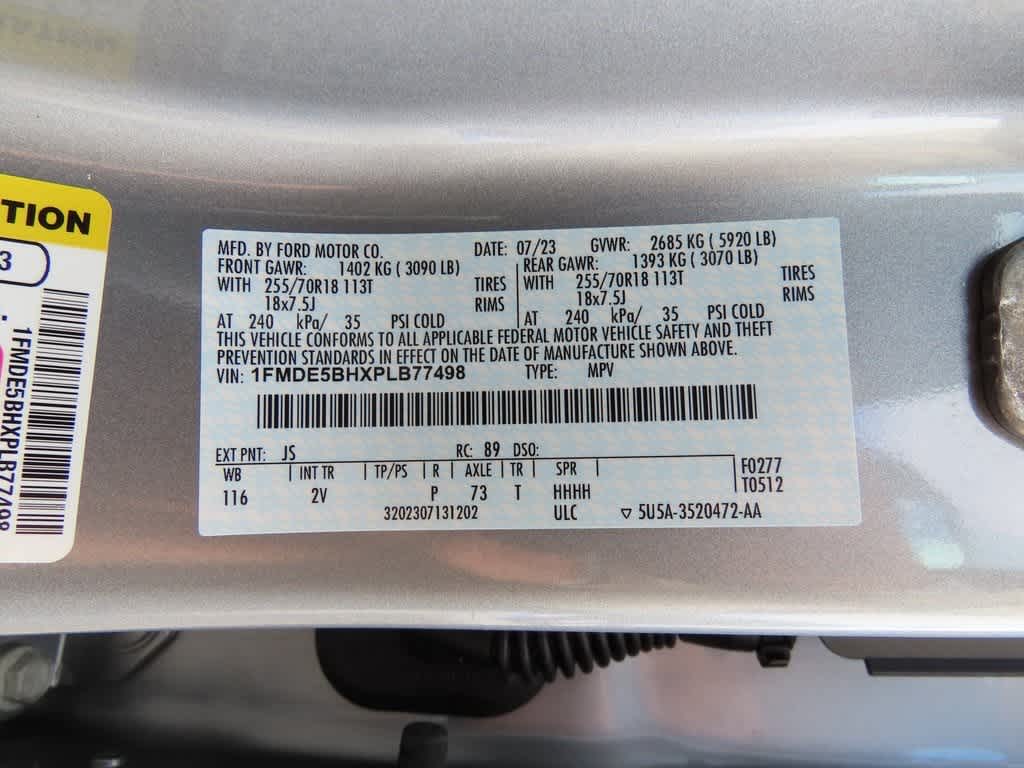 TION
3
1FMDE5BHXPLB77498
MFD. BY FORD MOTOR CO. DATE: 07/23 GVWR: 2685 KG ( 5920 LB)
FRONT GAWR: 1402 KG ( 3090 LB) REAR GAWR: 1393 KG ( 3070 LB)
WITH 255/70R18 113T TIRES WITH 255/70R18 113T TIRES
18x7.5J RIMS 18x7.5J RIMS
AT 240 kPa/ 35 PSI COLD AT 240 kPa/ 35 PSI COLD
THIS VEHICLE CONFORMS TO ALL APPLICABLE FEDERAL MOTOR VEHICLE SAFETY AND THEFT
PREVENTION STANDARDS IN EFFECT ON THE DATE OF MANUFACTURE SHOWN ABOVE.
VIN: 1FMDE5BHXPLB77498 TYPE: MPV
EXT PNT: JS RC: 89 DSO:
WB INT TR TP/PS R AXLE TR SPR F0277
116 2V P 73 T HHHH T0512
3202307131202 ULC ▽ 5U5A-3520472-AA